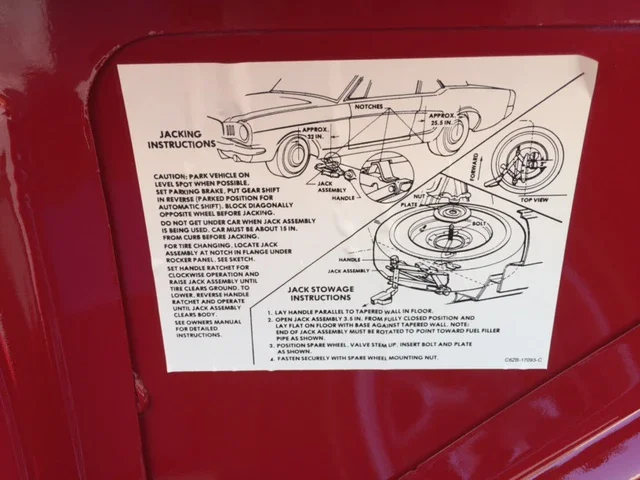 JACKING
INSTRUCTIONS
CAUTION: PARK VEHICLE ON
LEVEL SPOT WHEN POSSIBLE.
SET PARKING BRAKE, PUT GEAR SHIFT
IN REVERSE (PARKED POSITION FOR
AUTOMATIC SHIFT). BLOCK DIAGONALLY
OPPOSITE WHEEL BEFORE JACKING.
DO NOT GET UNDER CAR WHEN JACK ASSEMBLY
IS BEING USED. CAR MUST BE ABOUT 15 IN.
FROM CURB BEFORE JACKING.
FOR TIRE CHANGING, LOCATE JACK
ASSEMBLY AT NOTCH IN FLANGE UNDER
ROCKER PANEL. SEE SKETCH.
SET HANDLE RATCHET FOR
CLOCKWISE OPERATION AND
RAISE JACK ASSEMBLY UNTIL
TIRE CLEARS GROUND. TO
LOWER, REVERSE HANDLE
RATCHET AND OPERATE
UNTIL JACK ASSEMBLY
CLEARS BODY.
SEE OWNERS MANUAL
FOR DETAILED
INSTRUCTIONS.
NOTCHES
APPROX.
22 IN.
APPROX.
25.5 IN.
JACK
ASSEMBLY
HANDLE
FORWARD
TOP VIEW
NUT
PLATE
BOLT
HANDLE
JACK ASSEMBLY
JACK STOWAGE
INSTRUCTIONS
1. LAY HANDLE PARALLEL TO TAPERED WALL IN FLOOR.
2. OPEN JACK ASSEMBLY 3.5 IN. FROM FULLY CLOSED POSITION AND
LAY FLAT ON FLOOR WITH BASE AGAINST TAPERED WALL. NOTE:
END OF JACK ASSEMBLY MUST BE ROTATED TO POINT TOWARD FUEL FILLER
PIPE AS SHOWN.
3. POSITION SPARE WHEEL, VALVE STEM UP, INSERT BOLT AND PLATE
AS SHOWN.
4. FASTEN SECURELY WITH SPARE WHEEL MOUNTING NUT.
C6ZB-17093-C